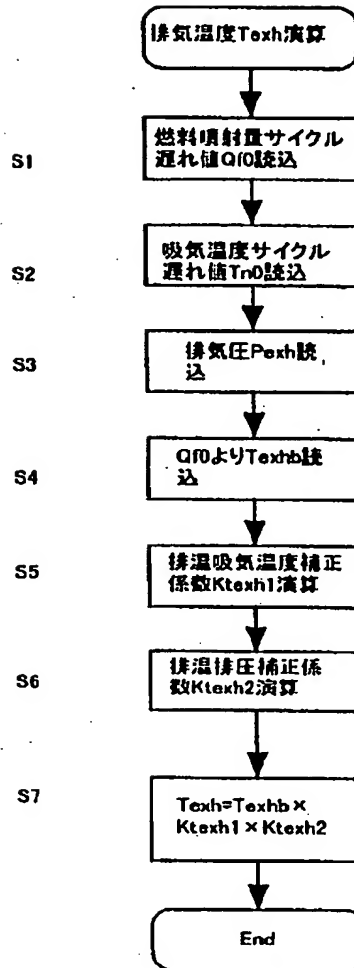 排気温度Texh演算
S1
燃料噴射量サイクル
遅れ値Qf0読込
S2
吸気温度サイクル
遅れ値Tn0読込
S3
排気圧Pexh読
込
S4
Qf0よりTexhb読
込
S5
排温吸気温度補正
係数Ktexh1演算
S6
排温排圧補正係
数Ktexh2演算
S7
Texh=Texhb×
Ktexh1×Ktexh2
End